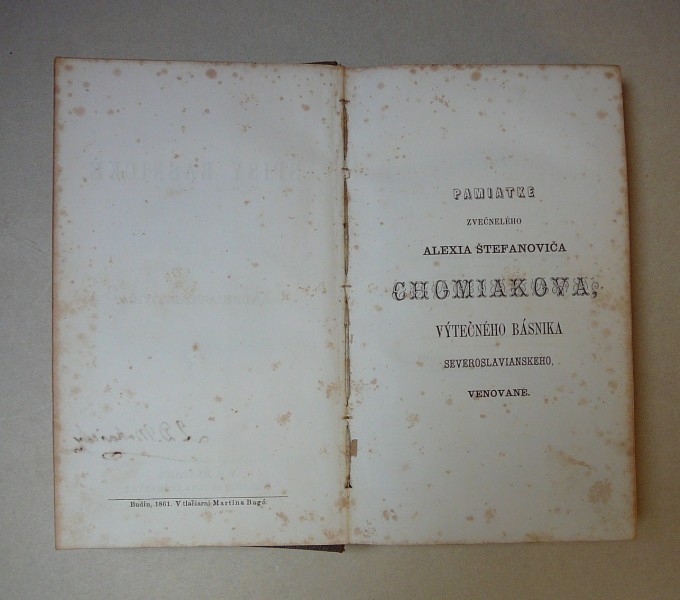 Budín, 1861. V tlačiarni Martina Bagó.
PAMIATKE
ZVEČNELÉHO
ALEXIA ŠTEFANOVIČA
CHOMIAKOVA,
VÝTEČNÉHO BÁSNIKA
SEVEROSLAVIANSKEHO,
VENOVANÉ.